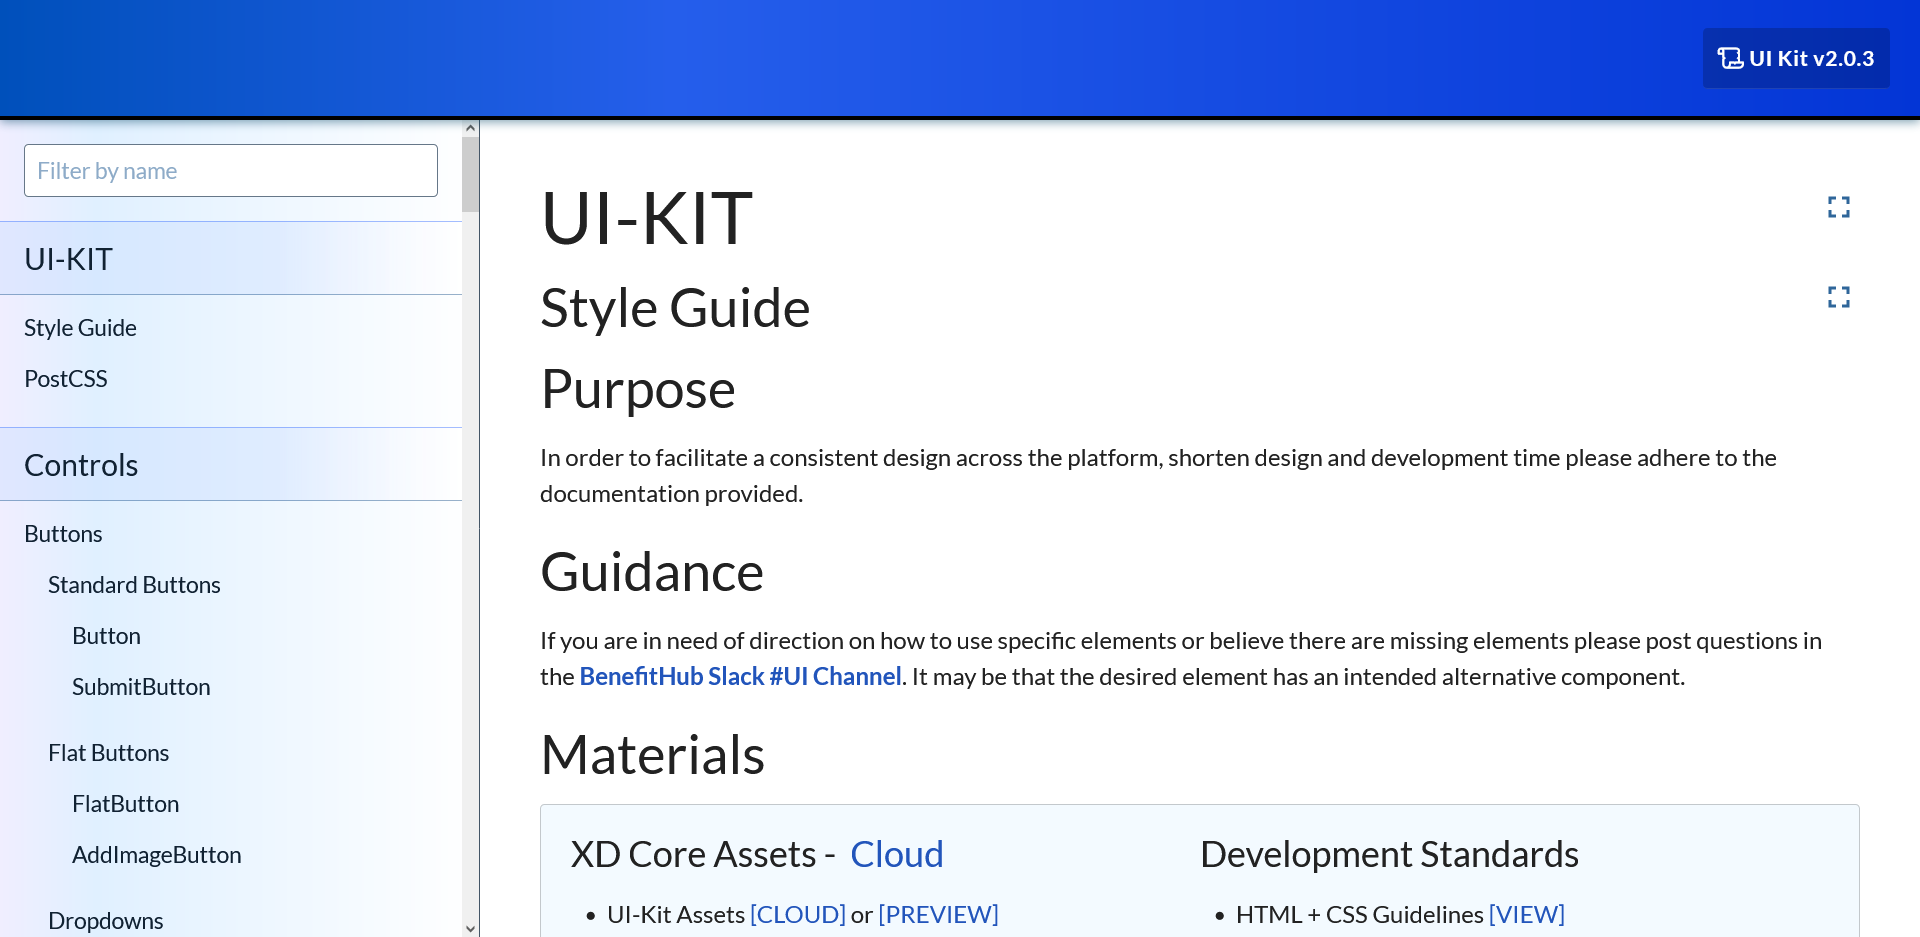 UI Kit v2.0.3
Filter by name
UI-KIT
Style Guide
PostCSS
Controls
Buttons
Standard Buttons
Button
SubmitButton
Flat Buttons
FlatButton
AddImageButton
Dropdowns
UI-KIT
Style Guide
Purpose
In order to facilitate a consistent design across the platform, shorten design and development time please adhere to the
documentation provided.
Guidance
If you are in need of direction on how to use specific elements or believe there are missing elements please post questions in
the BenefitHub Slack #UI Channel. It may be that the desired element has an intended alternative component.
Materials
XD Core Assets - Cloud
UI-Kit Assets [CLOUD] or [PREVIEW]
Development Standards
HTML + CSS Guidelines [VIEW]